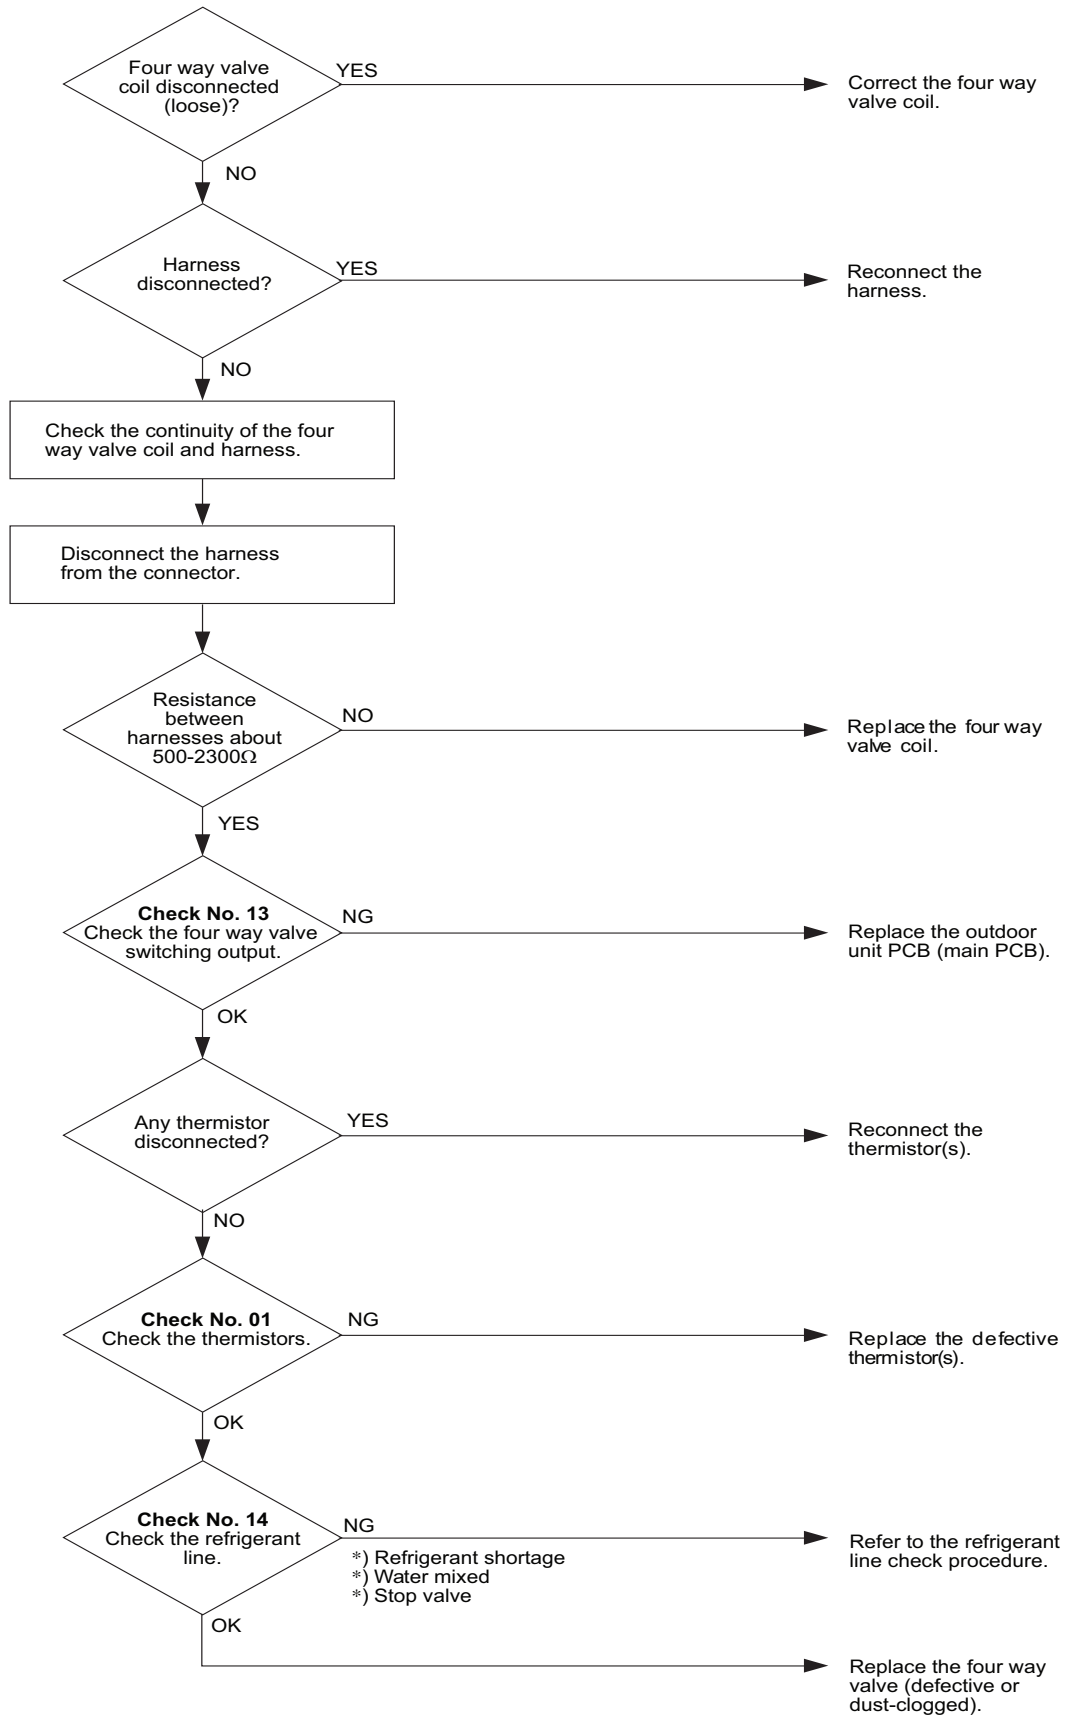 Four way valve
coil disconnected
(loose)?
YES
Correct the four way
valve coil.
NO
Harness
disconnected?
YES
Reconnect the
harness.
NO
Check the continuity of the four
way valve coil and harness.
Disconnect the harness
from the connector.
Resistance
between
harnesses about
500-2300Ω
NO
Replace the four way
valve coil.
YES
Check No. 13
Check the four way valve
switching output.
NG
Replace the outdoor
unit PCB (main PCB).
OK
Any thermistor
disconnected?
YES
Reconnect the
thermistor(s).
NO
Check No. 01
Check the thermistors.
NG
Replace the defective
thermistor(s).
OK
Check No. 14
Check the refrigerant
line.
NG
*) Refrigerant shortage
*) Water mixed
*) Stop valve
Refer to the refrigerant
line check procedure.
OK
Replace the four way
valve (defective or
dust-clogged).